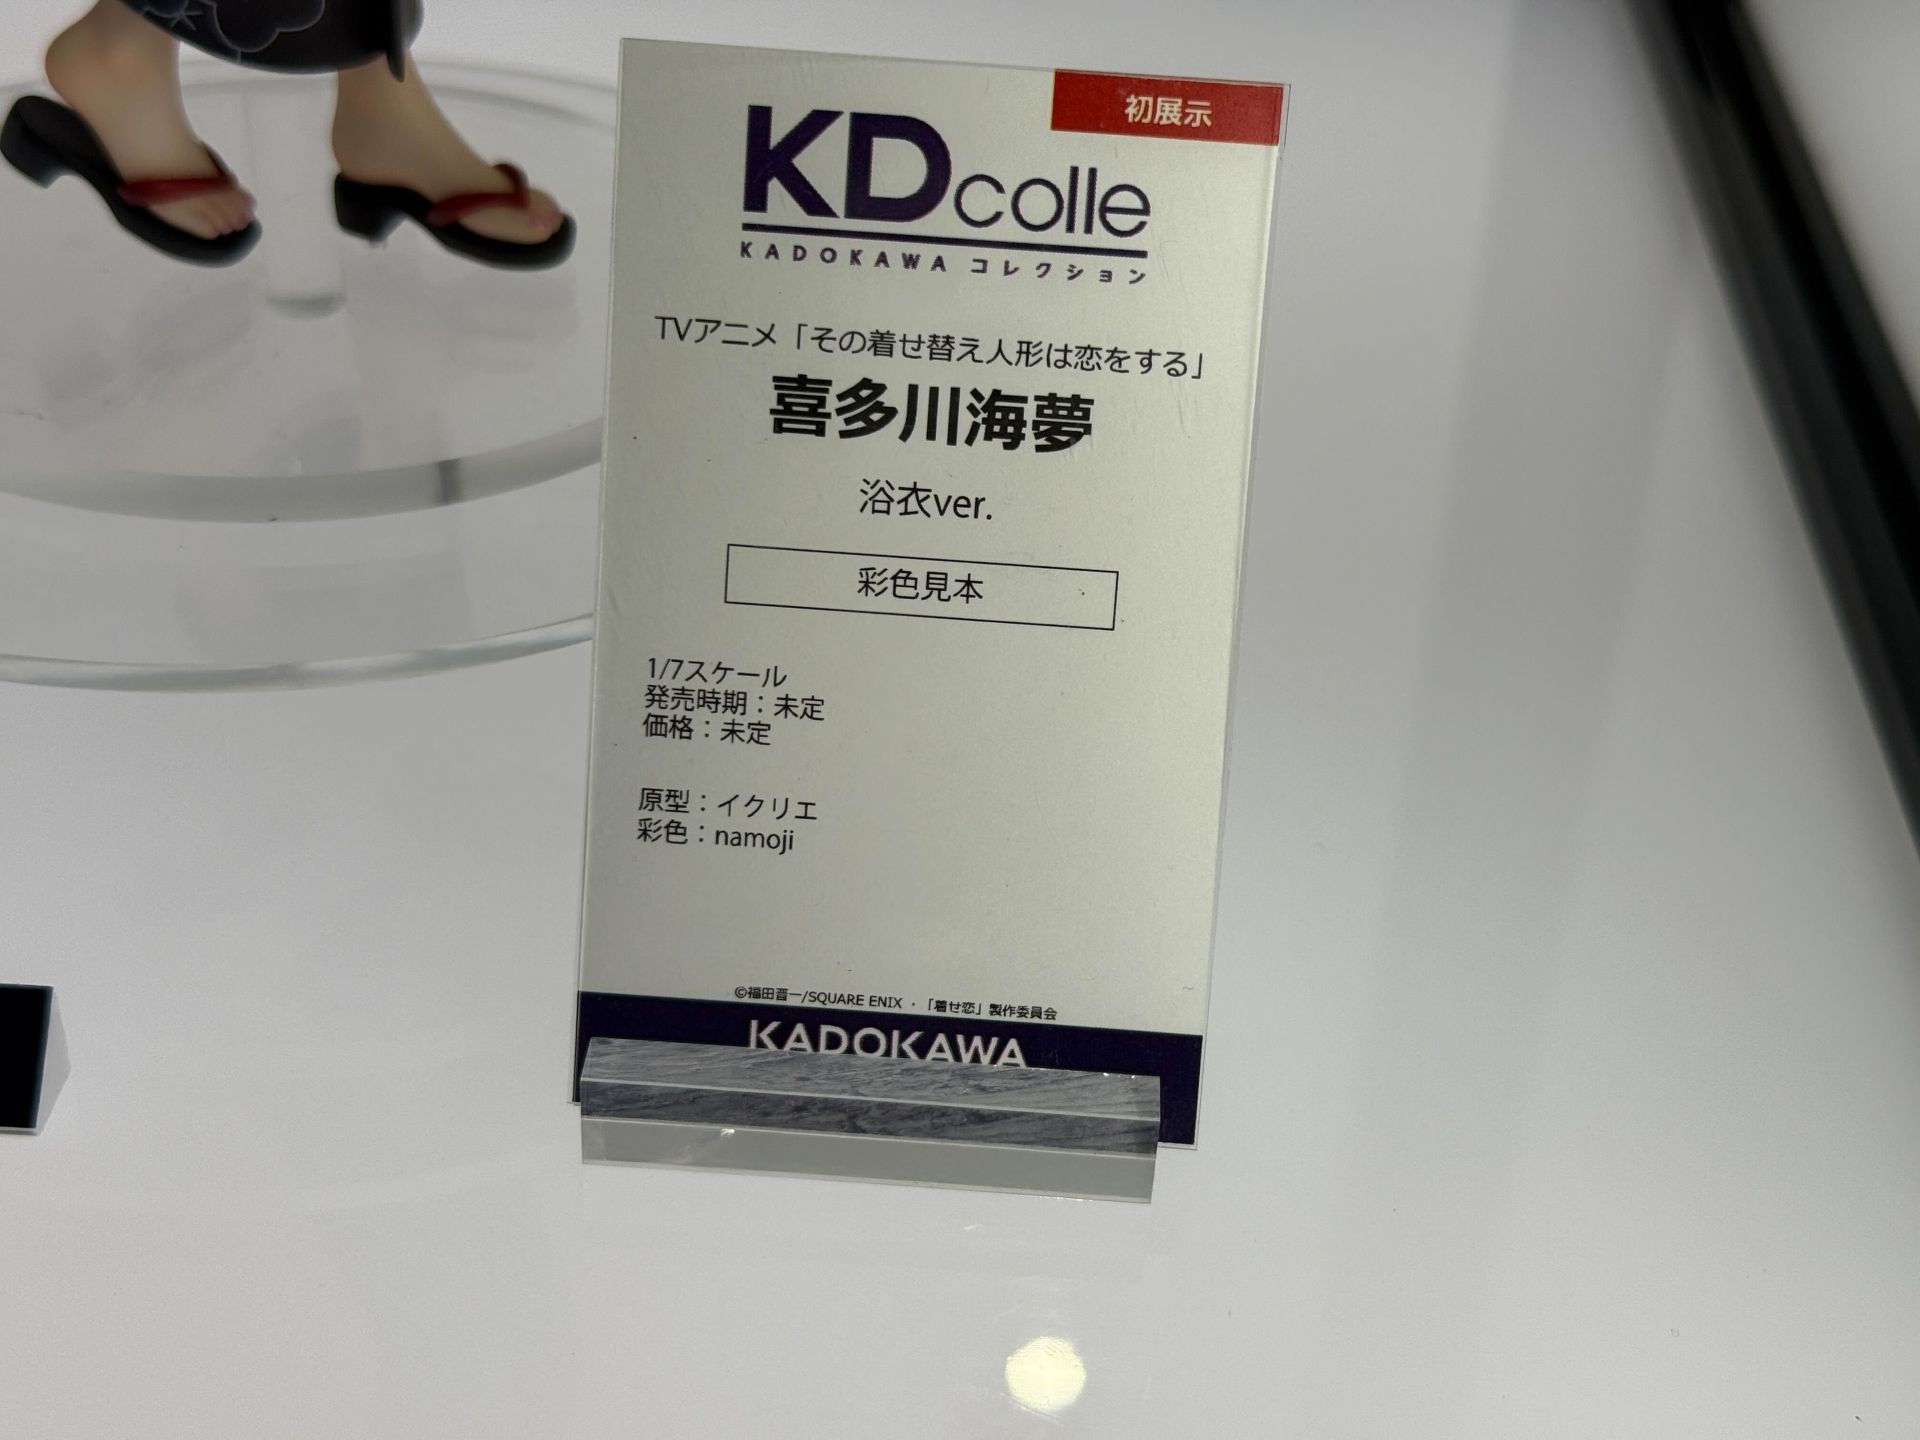 初展示
KDcolle
KADOKAWA コレクション
TVアニメ「その着せ替え人形は恋をする」
喜多川海夢
浴衣ver.
彩色見本
1/7スケール
発売時期：未定
価格：未定
原型：イクリエ
彩色：namoji
©福田晋一/SQUARE ENIX・「着せ恋」製作委員会
KADOKAWA